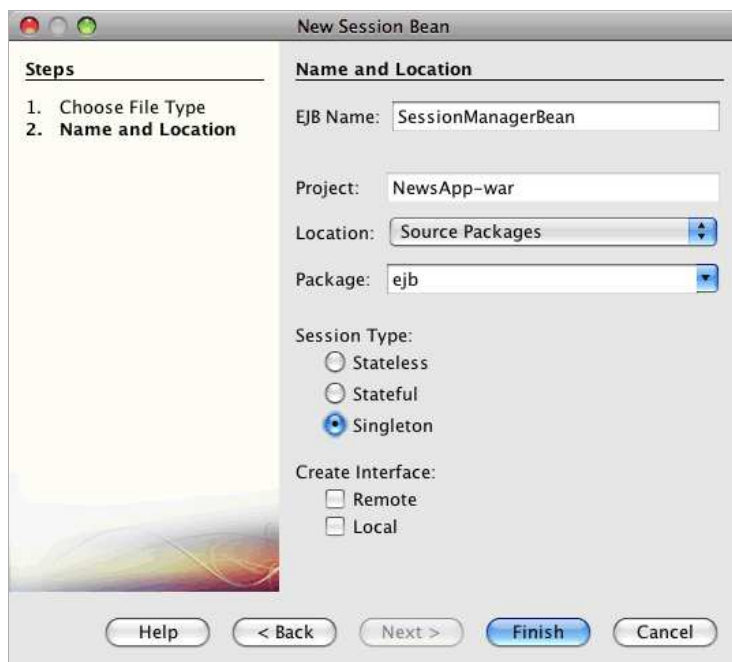 New Session Bean
Steps
1. Choose File Type
2. Name and Location
Name and Location
EJB Name: SessionManagerBean
Project: NewsApp-war
Location: Source Packages
Package: ejb
Session Type:
Stateless
Stateful
Singleton
Create Interface:
Remote
Local
Help < Back Next > Finish Cancel